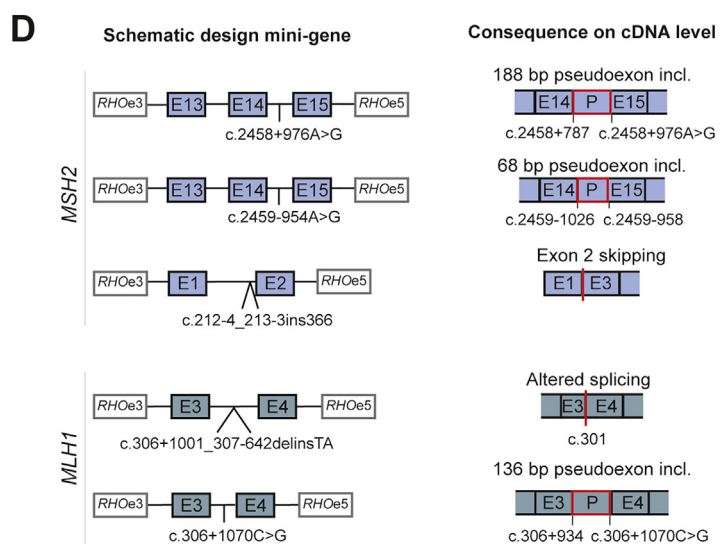 D
Schematic design mini-gene
Consequence on cDNA level
MSH2
RHOe3 E13 E14 E15 RHOe5
c.2458+976A>G
188 bp pseudoexon incl.
E14 P E15
c.2458+787 c.2458+976A>G
RHOe3 E13 E14 E15 RHOe5
c.2459-954A>G
68 bp pseudoexon incl.
E14 P E15
c.2459-1026 c.2459-958
RHOe3 E1 E2 RHOe5
c.212-4_213-3ins366
Exon 2 skipping
E1 E3
MLH1
RHOe3 E3 E4 RHOe5
c.306+1001_307-642delinsTA
Altered splicing
E3 E4
c.301
RHOe3 E3 E4 RHOe5
c.306+1070C>G
136 bp pseudoexon incl.
E3 P E4
c.306+934 c.306+1070C>G